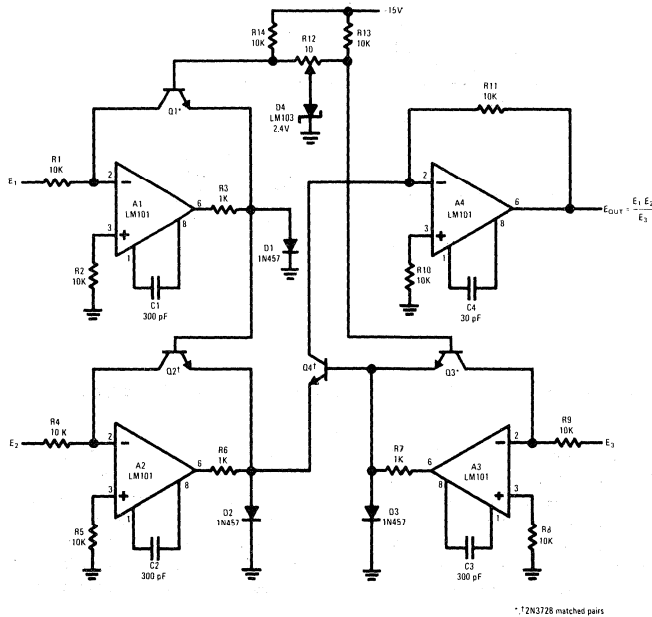 -15V
R14
10K
R12
10
R13
10K
D4
LM103
2.4V
Q1*
R11
10K
R1
10K
E1
2
A1
LM101
6
8
3
1
R3
1K
R2
10K
C1
300 pF
D1
1N457
2
A4
LM101
6
8
3
1
R10
10K
C4
30 pF
EOUT = E1 E2
E3
Q2†
Q4†
Q3*
R4
10 K
E2
2
A2
LM101
6
8
3
1
R6
1K
R5
10K
C2
300 pF
D2
1N457
R7
1K
D3
1N457
6
A3
LM101
2
3
8
1
R9
10K
E3
R8
10K
C3
300 pF
*,†2N3728 matched pairs